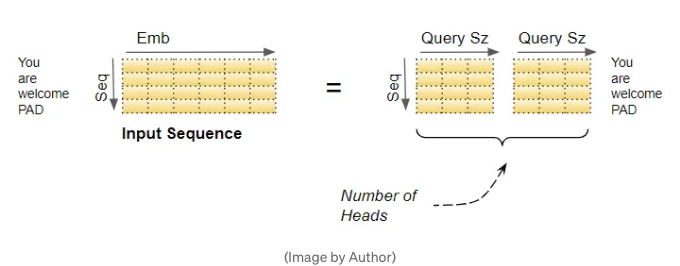 Emb
You
are
welcome
PAD
Seq
Input Sequence
=
Query Sz
Query Sz
Seq
You
are
welcome
PAD
Number of
Heads
(Image by Author)